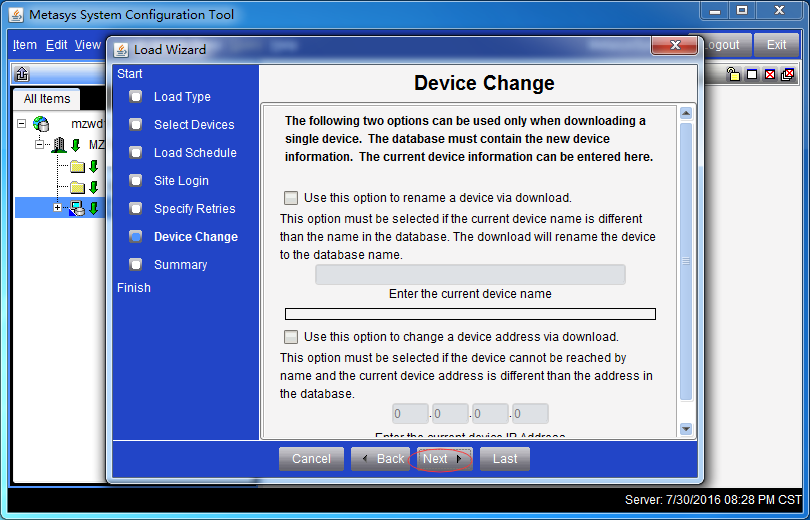 Metasys System Configuration Tool
Item Edit View
Logout Exit
Load Wizard
All Items
mzwd
MZ
Start
Load Type
Select Devices
Load Schedule
Site Login
Specify Retries
Device Change
Summary
Finish
Device Change
The following two options can be used only when downloading a
single device. The database must contain the new device
information. The current device information can be entered here.
Use this option to rename a device via download.
This option must be selected if the current device name is different
than the name in the database. The download will rename the device
to the database name.
Enter the current device name
Use this option to change a device address via download.
This option must be selected if the device cannot be reached by
name and the current device address is different than the address in
the database.
0 . 0 . 0 . 0
Enter the current device IP Address
Cancel Back Next Last
Server: 7/30/2016 08:28 PM CST